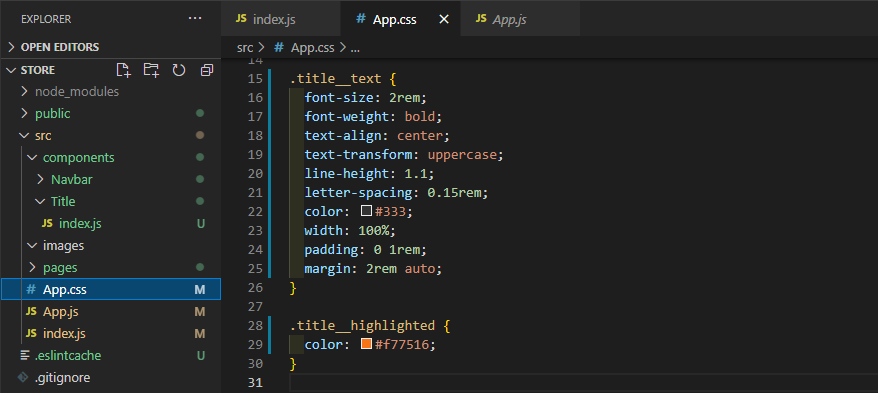 EXPLORER
OPEN EDITORS
STORE
node_modules
public
src
components
Navbar
Title
JS index.js U
images
pages
# App.css M
JS App.js M
JS index.js M
.eslintcache U
.gitignore
JS index.js # App.css JS App.js
src > # App.css > ...
14
15 .title__text {
16 font-size: 2rem;
17 font-weight: bold;
18 text-align: center;
19 text-transform: uppercase;
20 line-height: 1.1;
21 letter-spacing: 0.15rem;
22 color: #333;
23 width: 100%;
24 padding: 0 1rem;
25 margin: 2rem auto;
26 }
27
28 .title__highlighted {
29 color: #f77516;
30 }
31